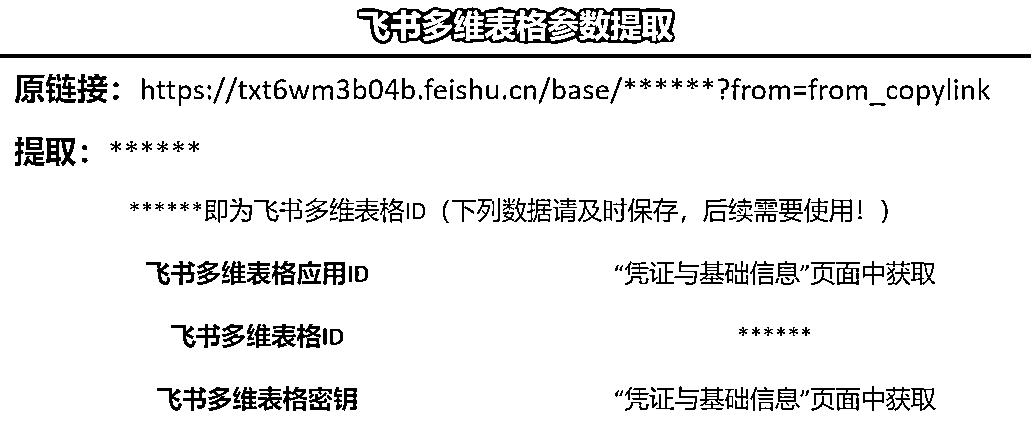 飞书多维表格参数提取
原链接：https://txt6wm3b04b.feishu.cn/base/******?from=from_copylink
提取：******
******即为飞书多维表格ID（下列数据请及时保存，后续需要使用！）
飞书多维表格应用ID “凭证与基础信息”页面中获取
飞书多维表格ID ******
飞书多维表格密钥 “凭证与基础信息”页面中获取